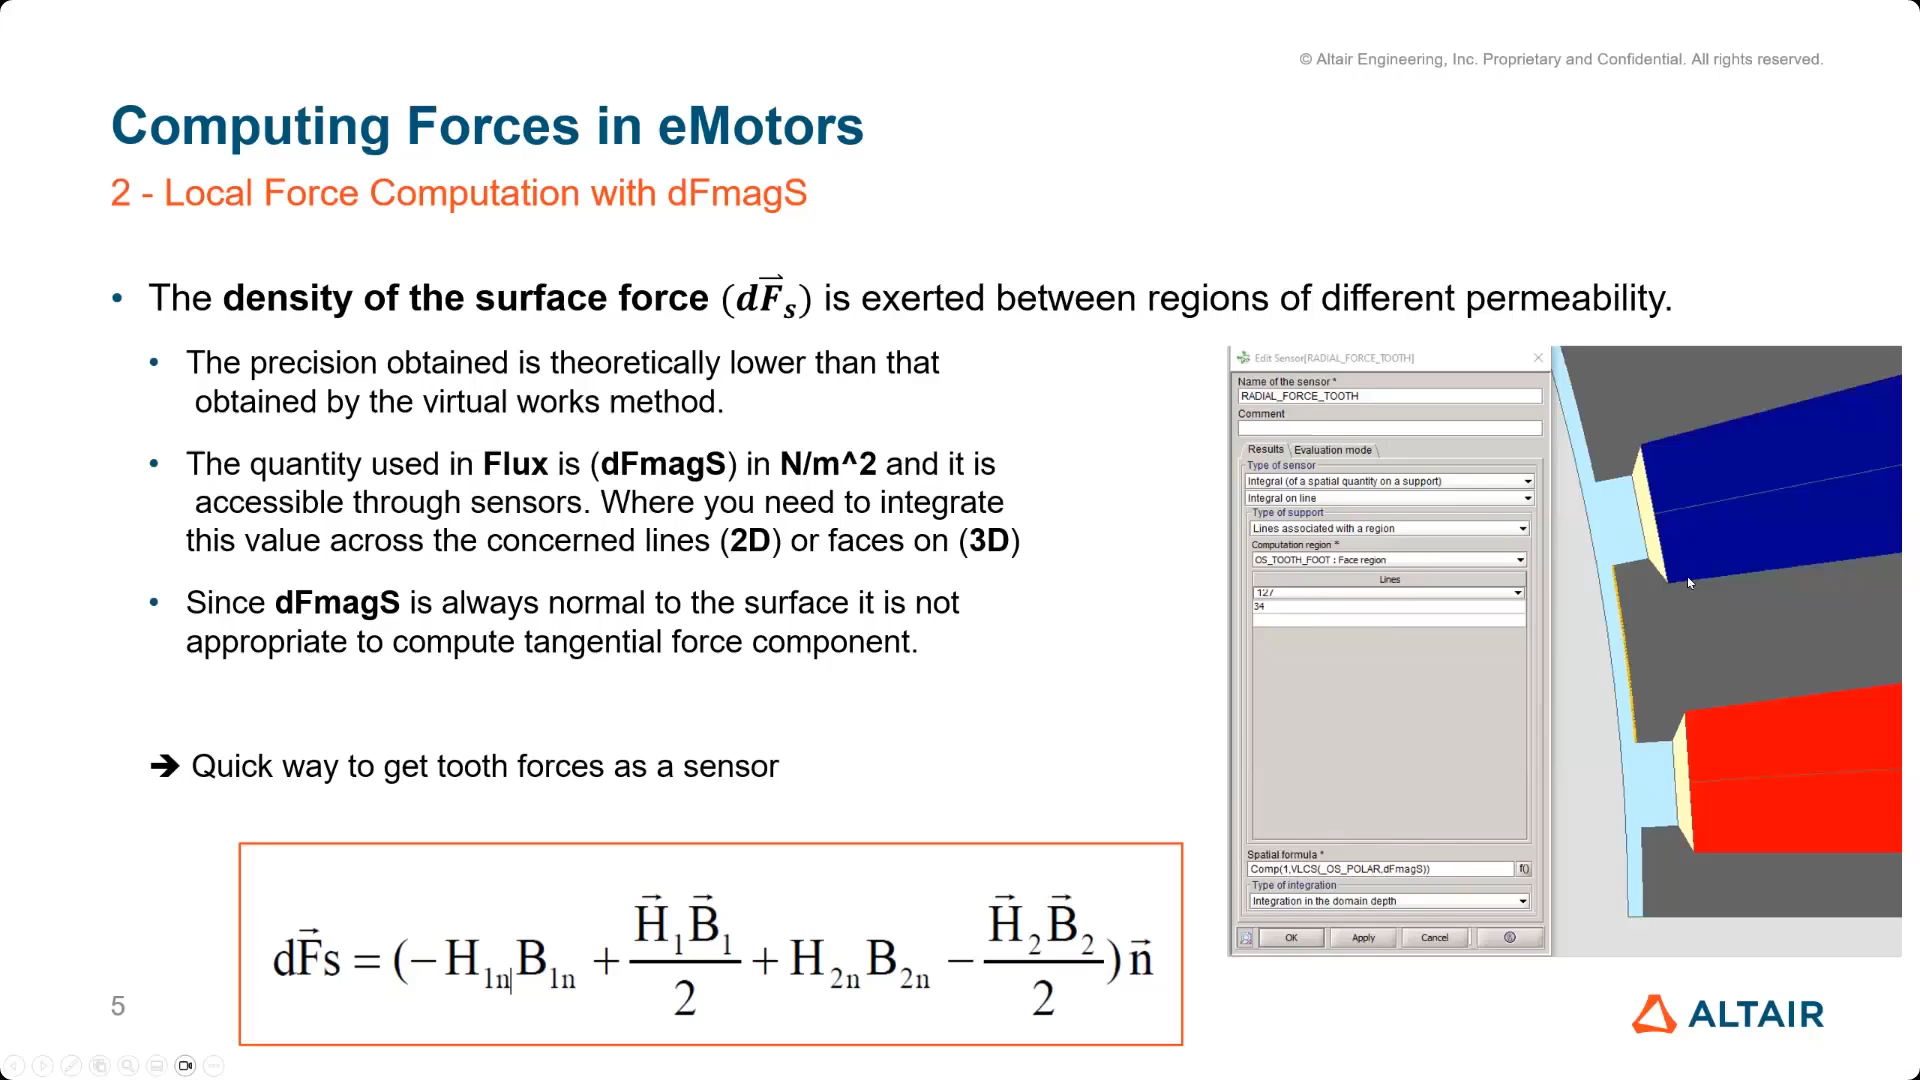 © Altair Engineering, Inc. Proprietary and Confidential. All rights reserved.
Computing Forces in eMotors
2 - Local Force Computation with dFmagS
• The density of the surface force (dF⃗ₛ) is exerted between regions of different permeability.
• The precision obtained is theoretically lower than that
obtained by the virtual works method.
• The quantity used in Flux is (dFmagS) in N/m^2 and it is
accessible through sensors. Where you need to integrate
this value across the concerned lines (2D) or faces on (3D)
• Since dFmagS is always normal to the surface it is not
appropriate to compute tangential force component.
➔ Quick way to get tooth forces as a sensor
dF⃗s = (−H₁ₙB₁ₙ + H⃗₁B⃗₁/2 + H₂ₙB₂ₙ − H⃗₂B⃗₂/2) n⃗
Edit Sensor[RADIAL_FORCE_TOOTH]
Name of the sensor *
RADIAL_FORCE_TOOTH
Comment
Results Evaluation mode
Type of sensor
Integral (of a spatial quantity on a support)
Integral on line
Type of support
Lines associated with a region
Computation region *
OS_TOOTH_FOOT : Face region
Lines
127
34
Spatial formula *
Comp(1,VLCS(_OS_POLAR,dFmagS)) f()
Type of integration
Integration in the domain depth
OK Apply Cancel
5
ALTAIR